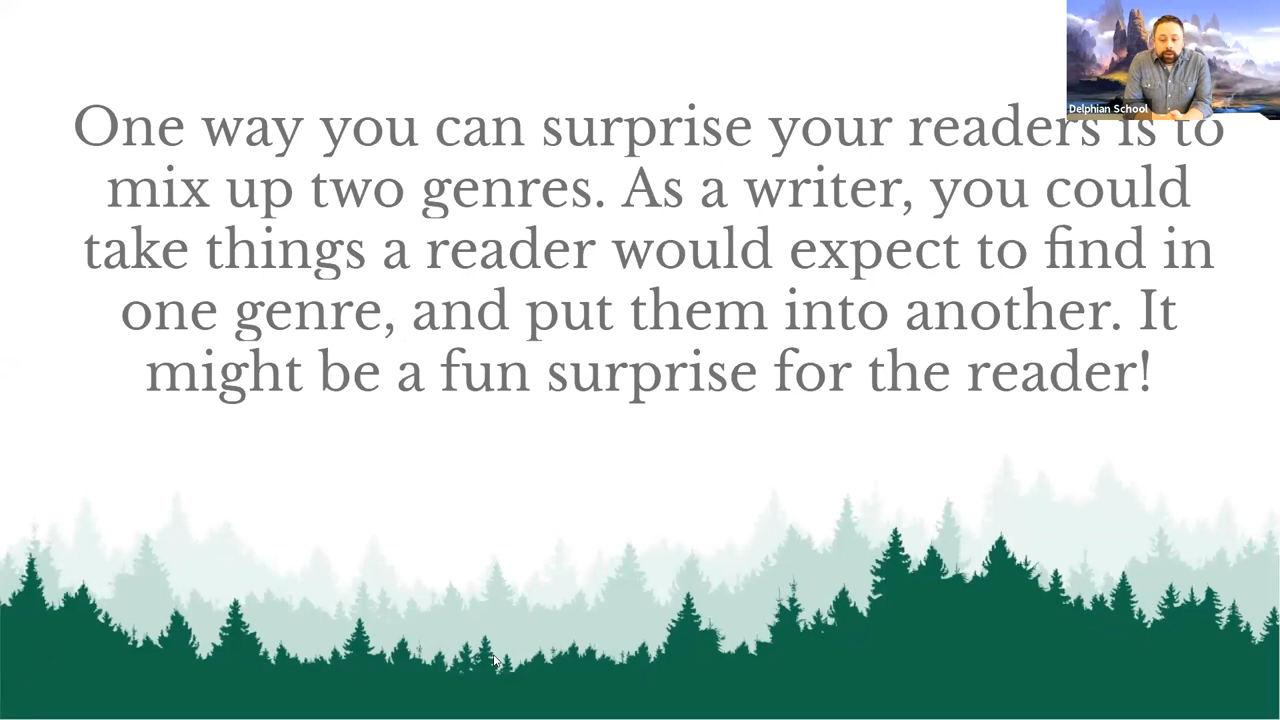 Delphian School
One way you can surprise your readers is to
mix up two genres. As a writer, you could
take things a reader would expect to find in
one genre, and put them into another. It
might be a fun surprise for the reader!